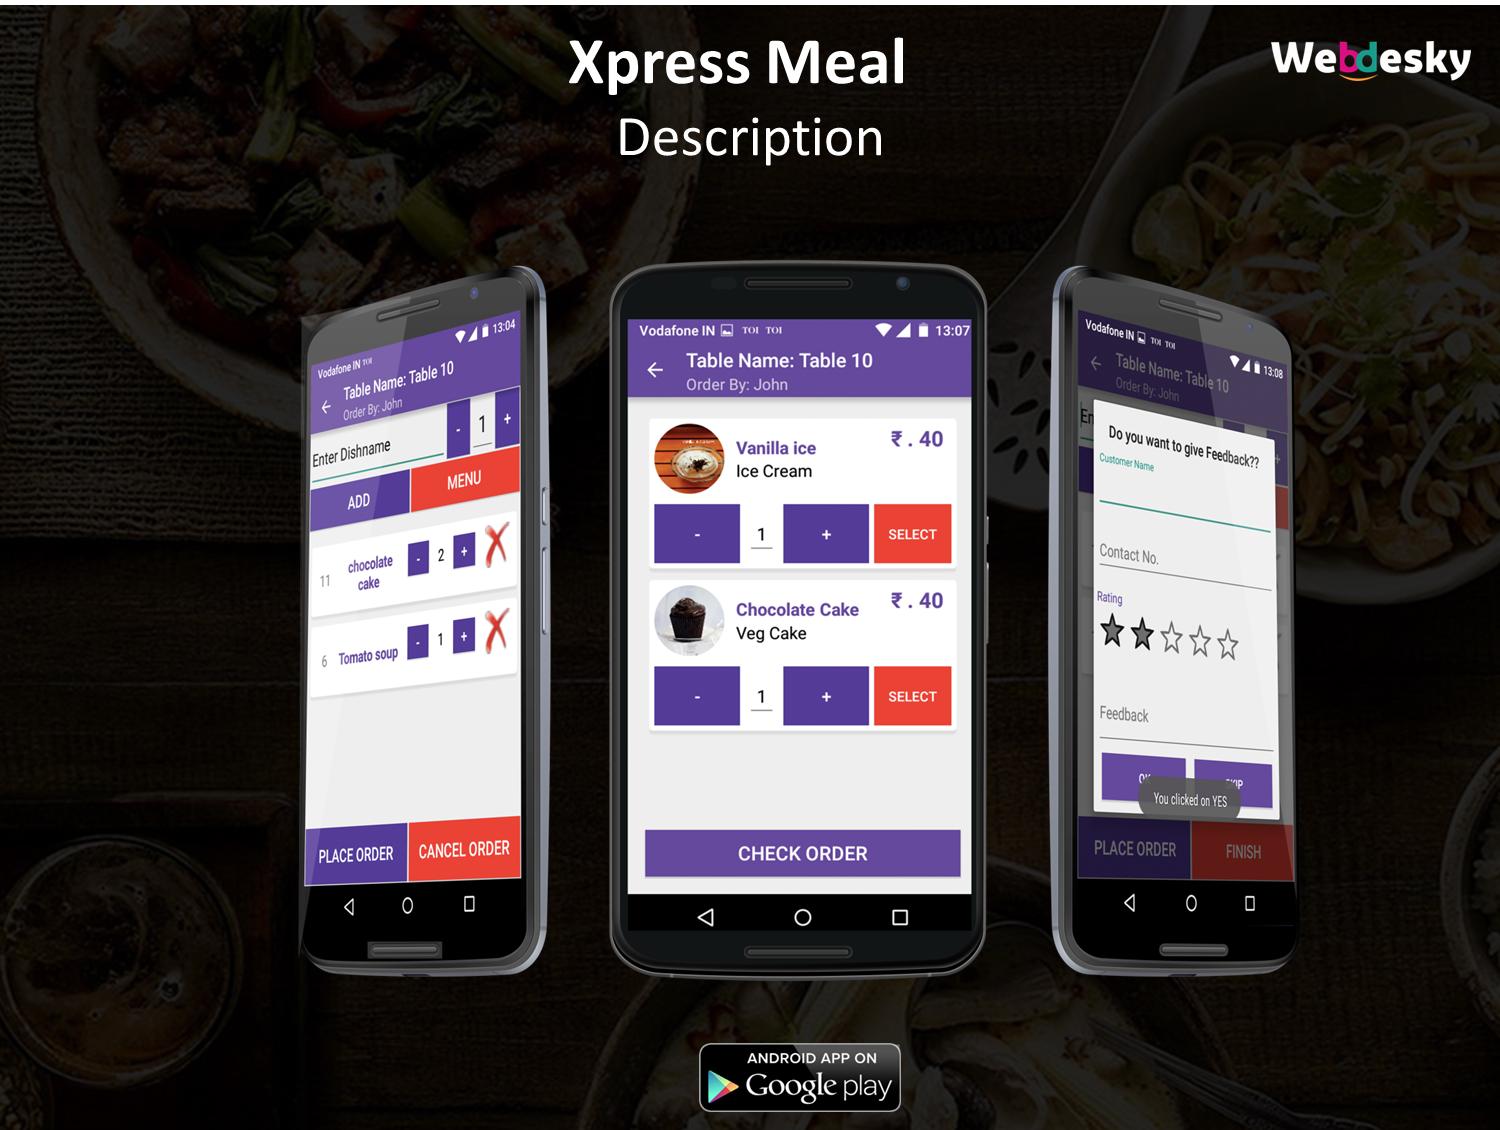 Xpress Meal
Description
Webdesky
Vodafone IN TOI
13:04
Table Name: Table 10
Order By: John
Enter Dishname
- 1 +
ADD
MENU
11 chocolate cake - 2 +
6 Tomato soup - 1 +
PLACE ORDER
CANCEL ORDER
Vodafone IN TOI TOI
13:07
Table Name: Table 10
Order By: John
Vanilla ice
₹ . 40
Ice Cream
- 1 + SELECT
Chocolate Cake
₹ . 40
Veg Cake
- 1 + SELECT
CHECK ORDER
Vodafone IN TOI TOI
13:08
Table Name: Table 10
Order By: John
En
+
Do you want to give Feedback??
Customer Name
Contact No.
Rating
Feedback
You clicked on YES
PLACE ORDER
FINISH
ANDROID APP ON
Google play